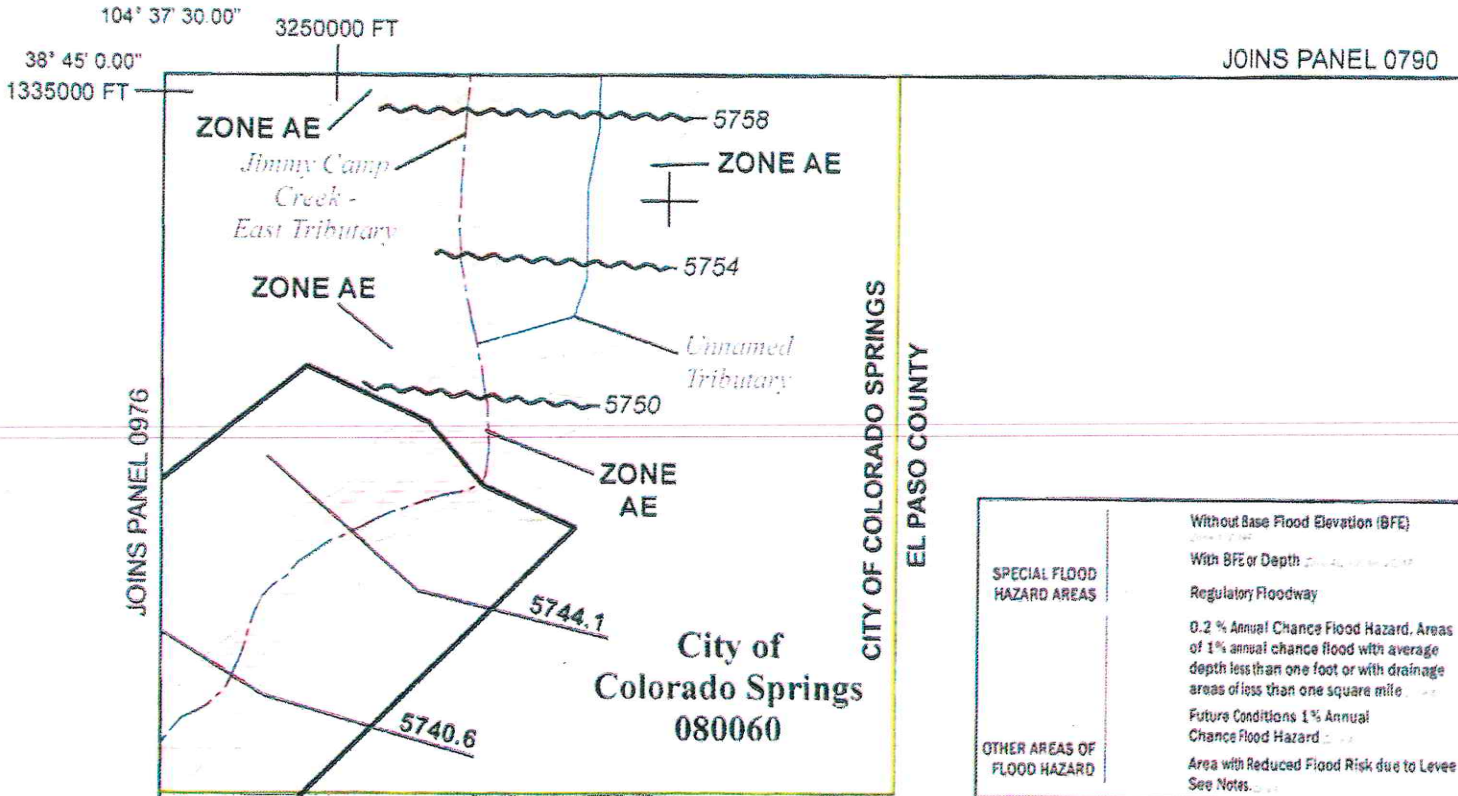 104° 37' 30.00"
3250000 FT
38° 45' 0.00"
1335000 FT
JOINS PANEL 0790
ZONE AE
5758
Jimmy Camp
Creek -
East Tributary
ZONE AE
5754
ZONE AE
Unnamed
Tributary
5750
ZONE
AE
JOINS PANEL 0976
CITY OF COLORADO SPRINGS
EL PASO COUNTY
5744.1
City of
Colorado Springs
080060
5740.6
SPECIAL FLOOD
HAZARD AREAS
Without Base Flood Elevation (BFE)
With BFE or Depth
Regulatory Floodway
0.2 % Annual Chance Flood Hazard, Areas
of 1% annual chance flood with average
depth less than one foot or with drainage
areas of less than one square mile
Future Conditions 1% Annual
Chance Flood Hazard
OTHER AREAS OF
FLOOD HAZARD
Area with Reduced Flood Risk due to Levee
See Notes.